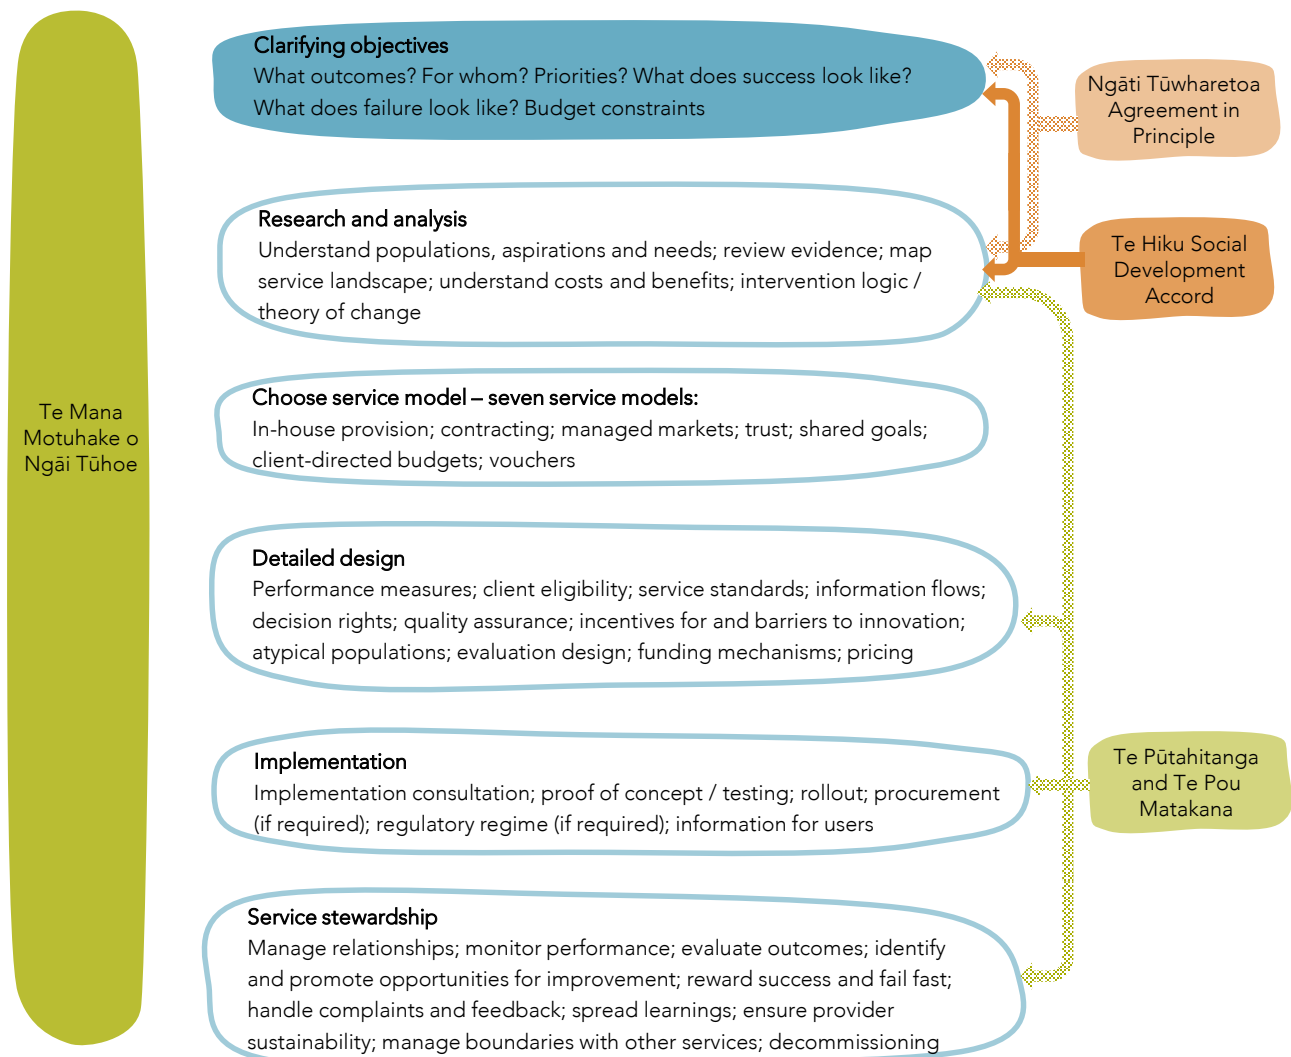 Te Mana
Motuhake o
Ngāi Tūhoe
Clarifying objectives
What outcomes? For whom? Priorities? What does success look like?
What does failure look like? Budget constraints
Research and analysis
Understand populations, aspirations and needs; review evidence; map
service landscape; understand costs and benefits; intervention logic /
theory of change
Choose service model – seven service models:
In-house provision; contracting; managed markets; trust; shared goals;
client-directed budgets; vouchers
Detailed design
Performance measures; client eligibility; service standards; information flows;
decision rights; quality assurance; incentives for and barriers to innovation;
atypical populations; evaluation design; funding mechanisms; pricing
Implementation
Implementation consultation; proof of concept / testing; rollout; procurement
(if required); regulatory regime (if required); information for users
Service stewardship
Manage relationships; monitor performance; evaluate outcomes; identify
and promote opportunities for improvement; reward success and fail fast;
handle complaints and feedback; spread learnings; ensure provider
sustainability; manage boundaries with other services; decommissioning
Ngāti Tūwharetoa
Agreement in
Principle
Te Hiku Social
Development
Accord
Te Pūtahitanga
and Te Pou
Matakana